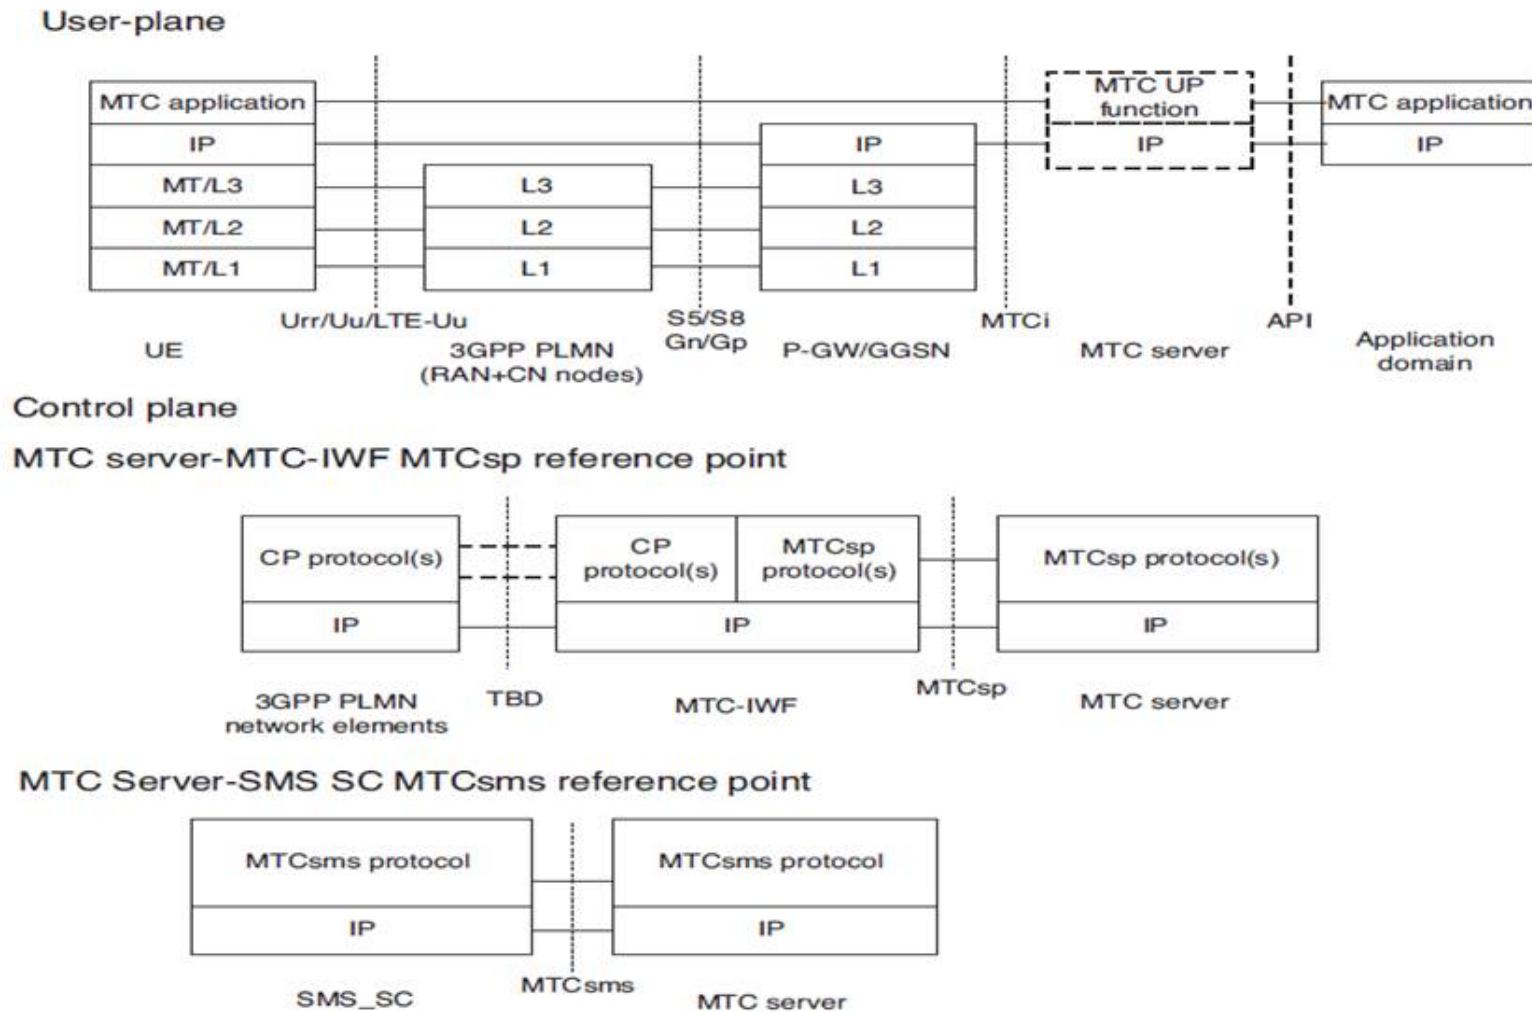 User-plane
MTC application
IP
MT/L3
MT/L2
MT/L1
L3
L2
L1
IP
L3
L2
L1
MTC UP
function
IP
MTC application
IP
Urr/Uu/LTE-Uu
S5/S8
Gn/Gp
MTCi
API
UE
3GPP PLMN
(RAN+CN nodes)
P-GW/GGSN
MTC server
Application
domain
Control plane
MTC server-MTC-IWF MTCsp reference point
CP protocol(s)
IP
CP
protocol(s)
MTCsp
protocol(s)
IP
MTCsp protocol(s)
IP
3GPP PLMN
network elements
TBD
MTC-IWF
MTCsp
MTC server
MTC Server-SMS SC MTCsms reference point
MTCsms protocol
IP
MTCsms protocol
IP
SMS_SC
MTCsms
MTC server